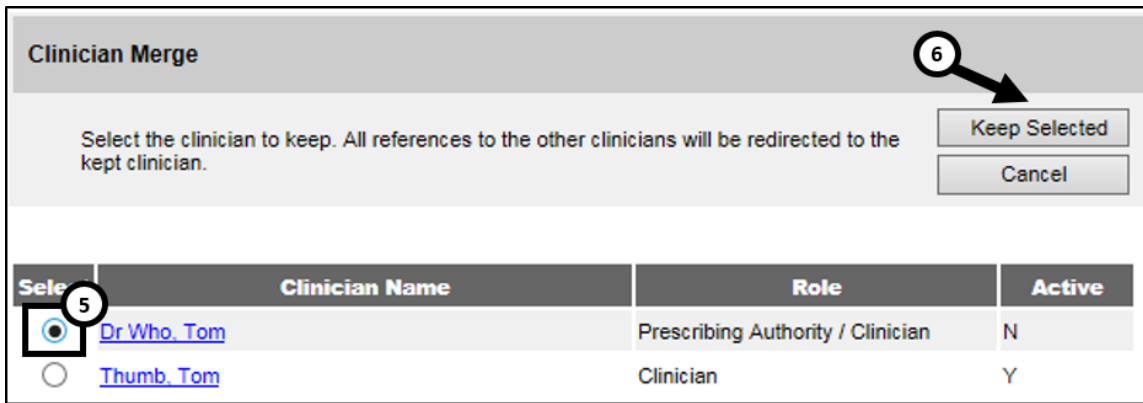 Clinician Merge
6
Select the clinician to keep. All references to the other clinicians will be redirected to the
kept clinician.
Keep Selected
Cancel
Clinician Name Role Active
5
Dr Who, Tom Prescribing Authority / Clinician N
Thumb, Tom Clinician Y